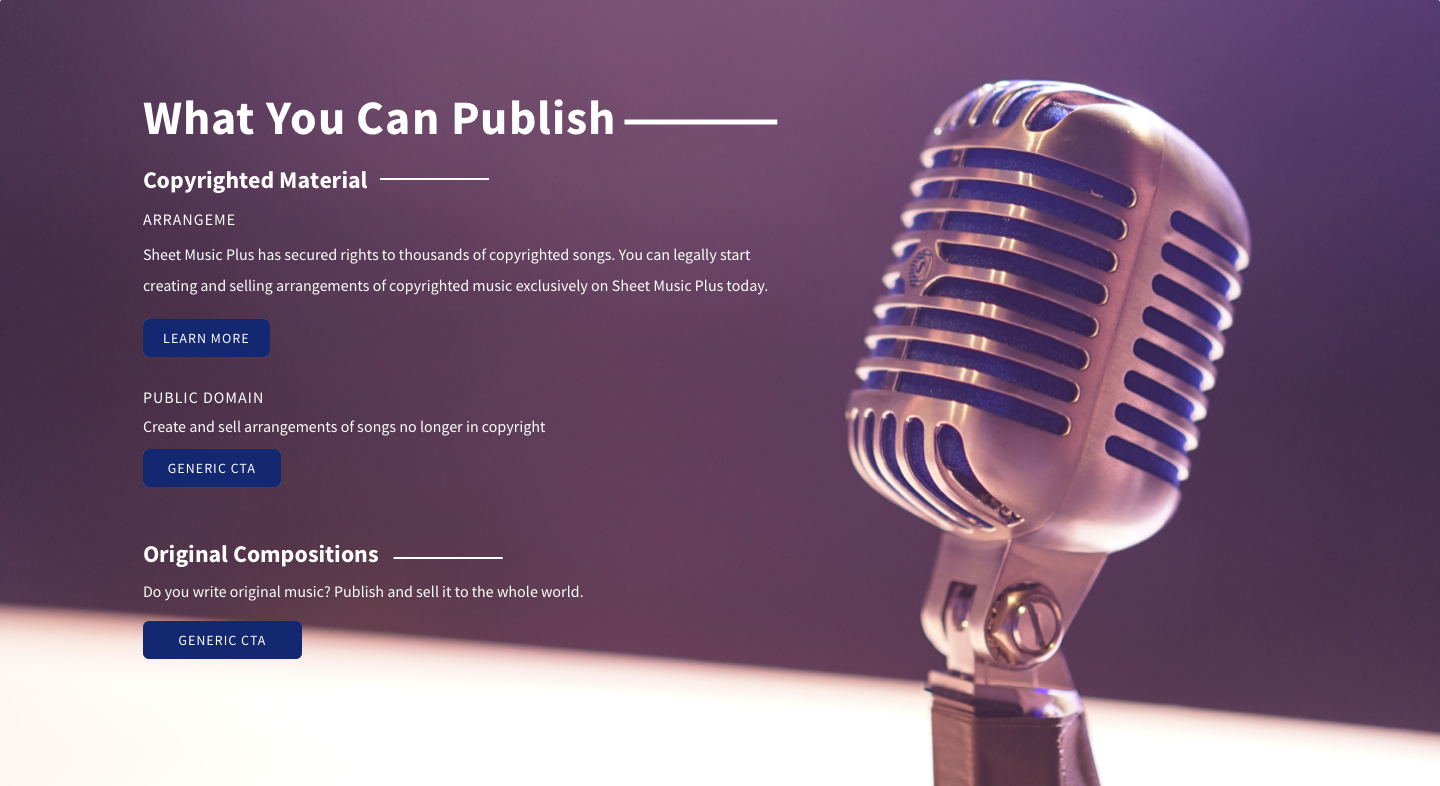 What You Can Publish
Copyrighted Material
ARRANGEME
Sheet Music Plus has secured rights to thousands of copyrighted songs. You can legally start
creating and selling arrangements of copyrighted music exclusively on Sheet Music Plus today.
LEARN MORE
PUBLIC DOMAIN
Create and sell arrangements of songs no longer in copyright
GENERIC CTA
Original Compositions
Do you write original music? Publish and sell it to the whole world.
GENERIC CTA